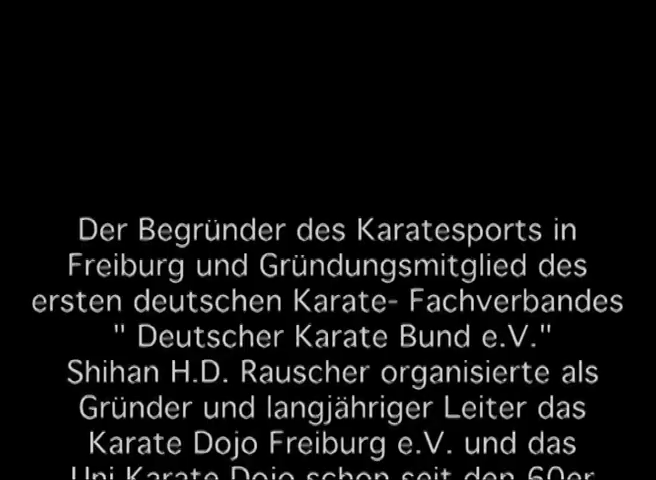 Der Begründer des Karatesports in
Freiburg und Gründungsmitglied des
ersten deutschen Karate- Fachverbandes
" Deutscher Karate Bund e.V."
Shihan H.D. Rauscher organisierte als
Gründer und langjähriger Leiter das
Karate Dojo Freiburg e.V. und das
Uni Karate Dojo schon seit den 60er